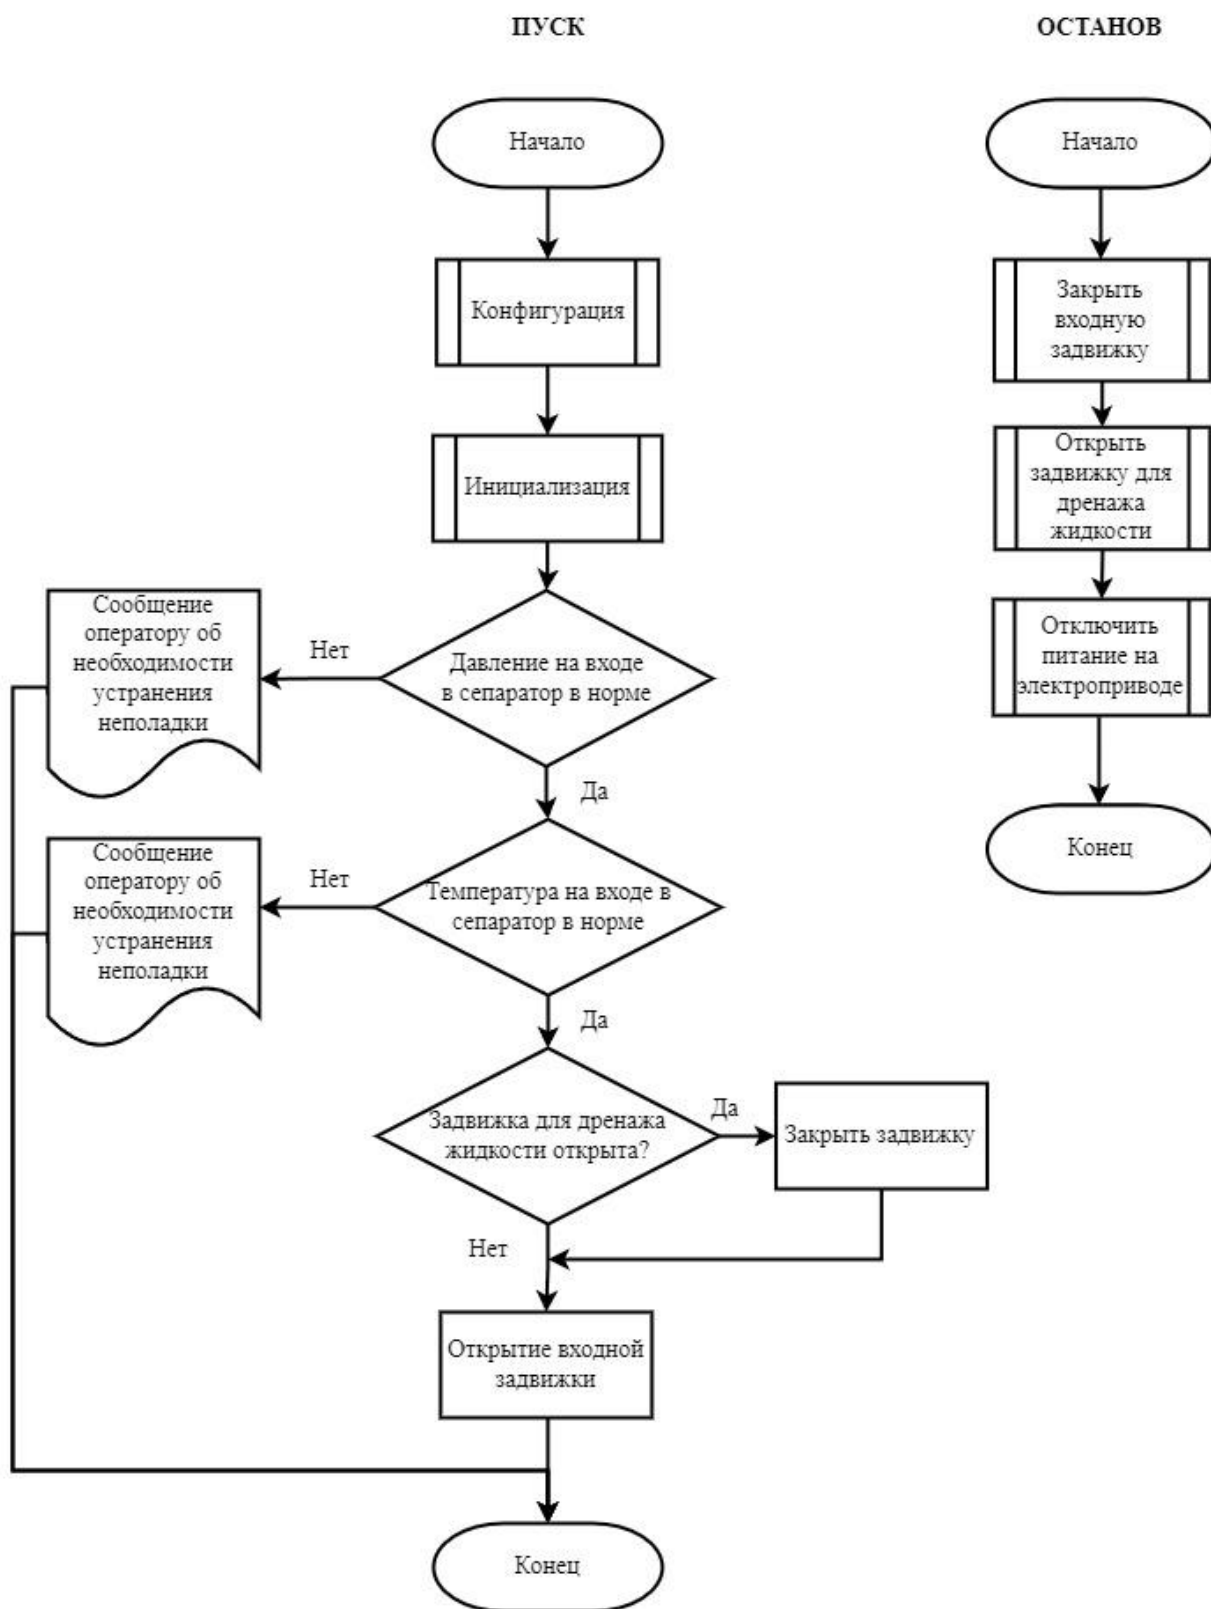 ПУСК
Начало
Конфигурация
Инициализация
Давление на входе
в сепаратор в норме
Нет
Сообщение
оператору об
необходимости
устранения
неполадки
Да
Температура на входе в
сепаратор в норме
Нет
Сообщение
оператору об
необходимости
устранения
неполадки
Да
Задвижка для дренажа
жидкости открыта?
Да
Закрыть задвижку
Нет
Открытие входной
задвижки
Конец
ОСТАНОВ
Начало
Закрыть
входную
задвижку
Открыть
задвижку для
дренажа
жидкости
Отключить
питание на
электроприводе
Конец